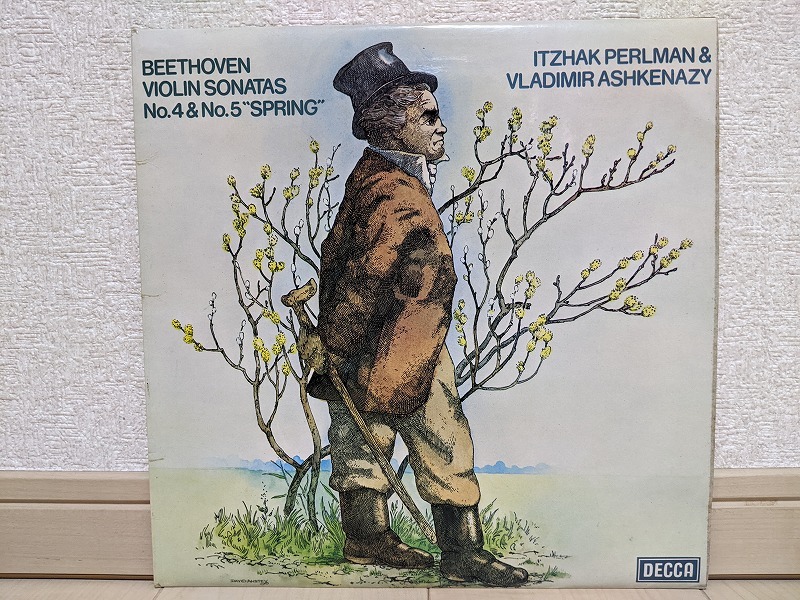 BEETHOVEN
VIOLIN SONATAS
No.4 & No.5 "SPRING"
ITZHAK PERLMAN &
VLADIMIR ASHKENAZY
DECCA